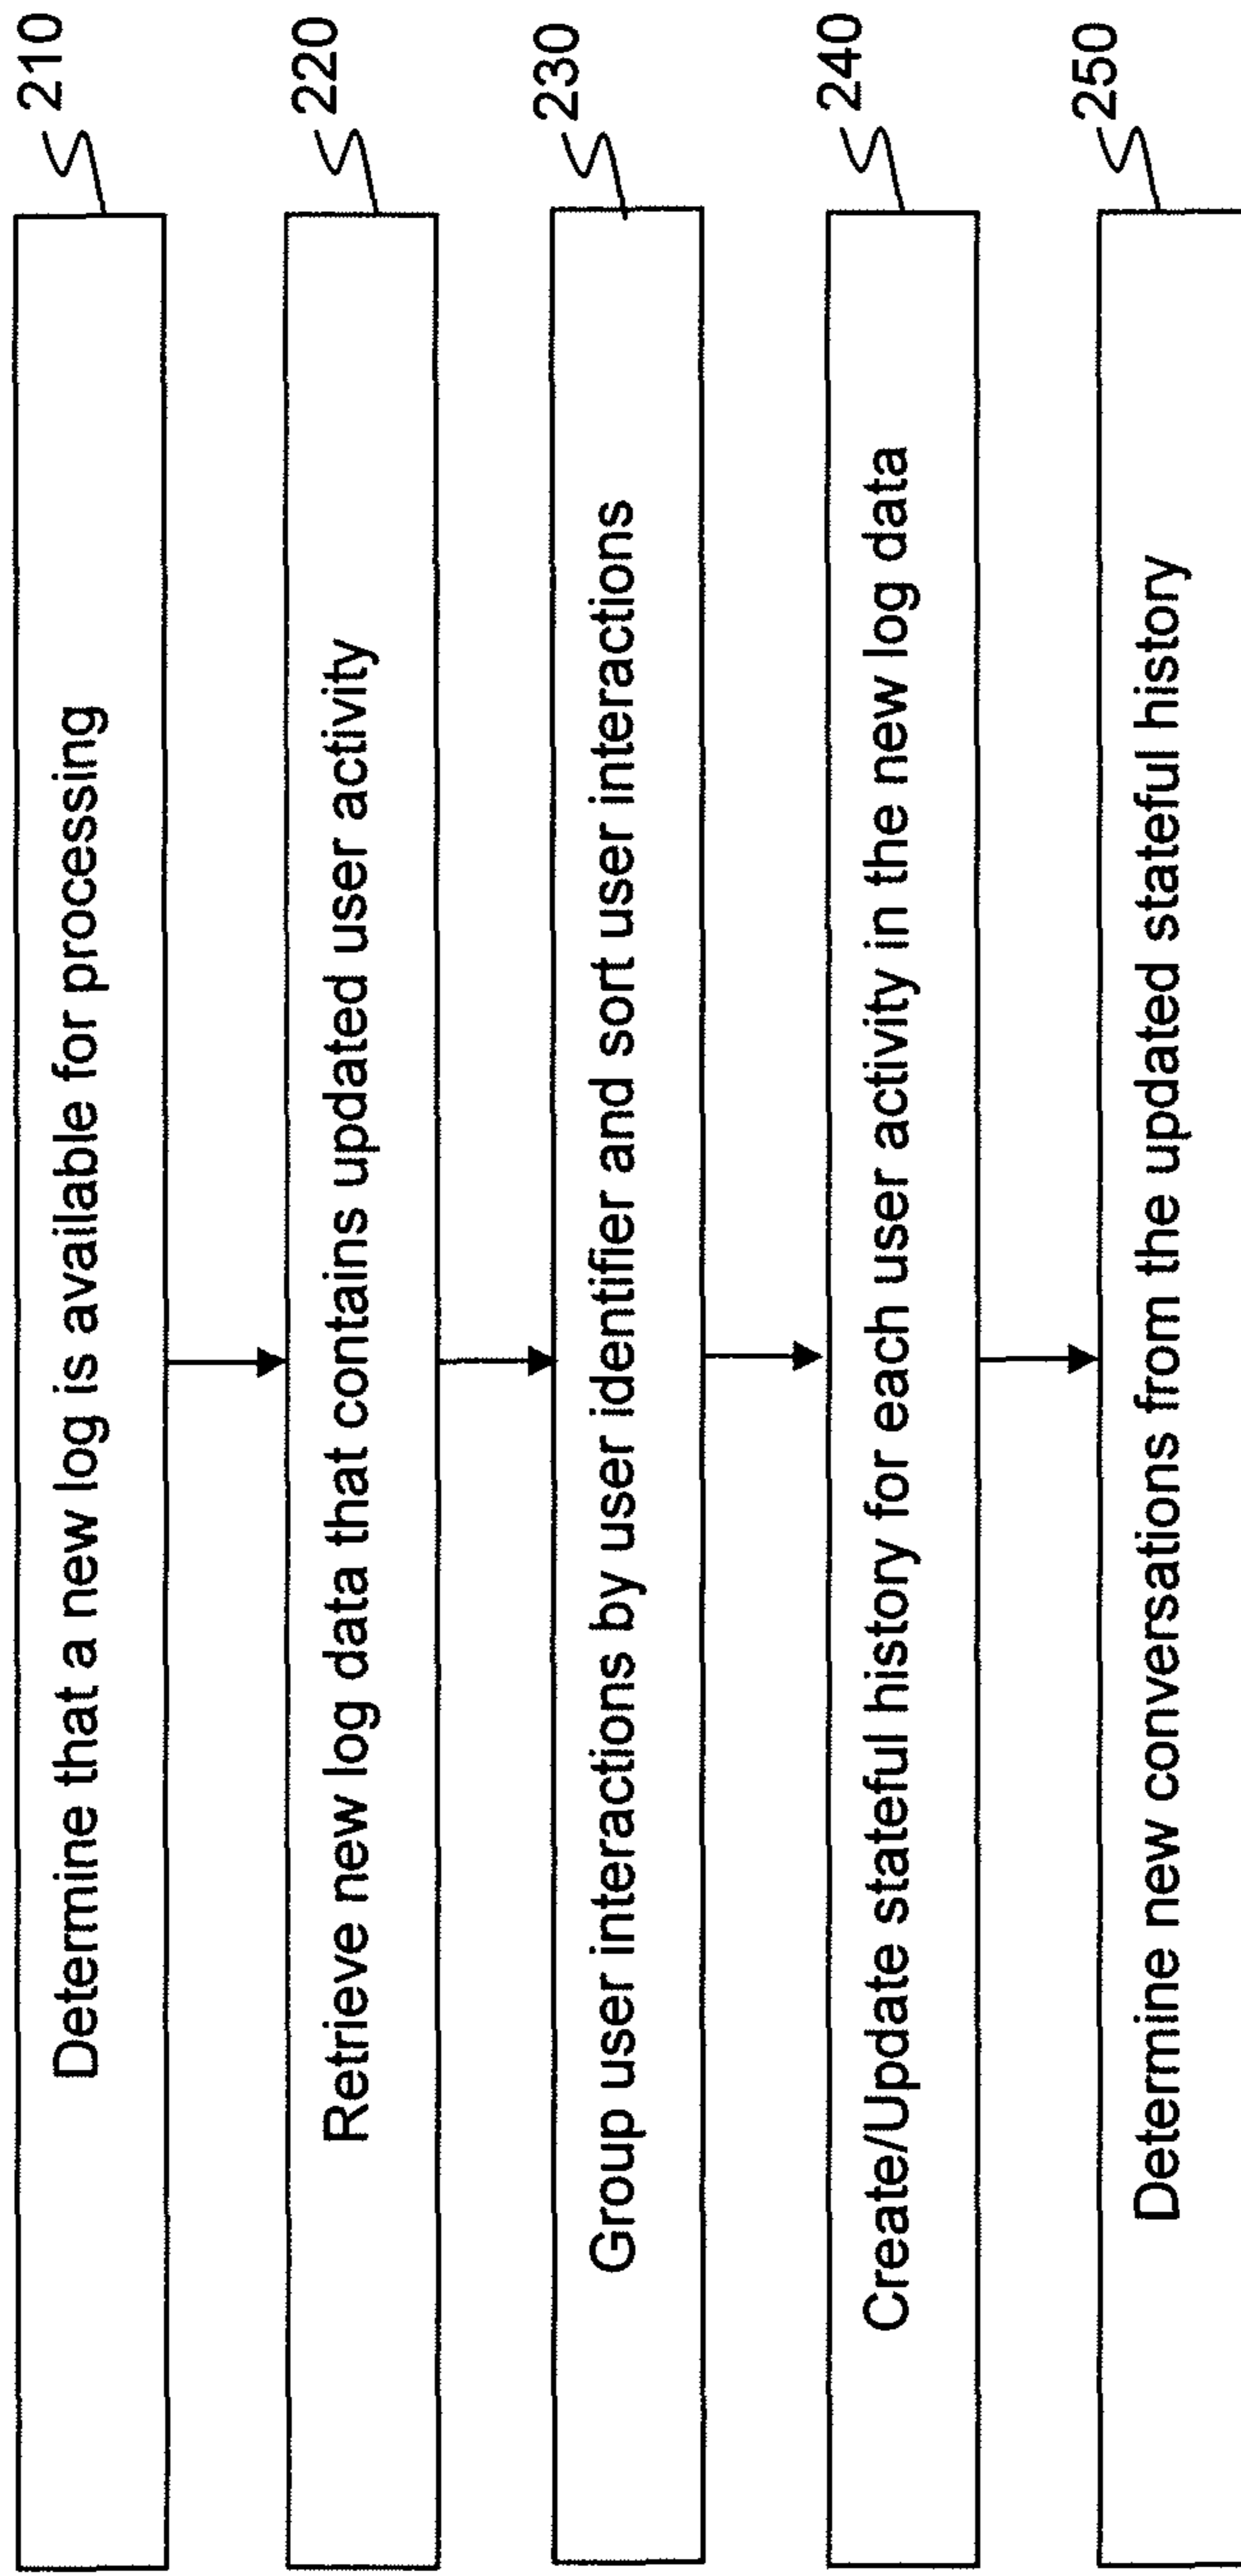 210
Determine that a new log is available for processing
220
Retrieve new log data that contains updated user activity
230
Group user interactions by user identifier and sort user interactions
240
Create/Update stateful history for each user activity in the new log data
250
Determine new conversations from the updated stateful history